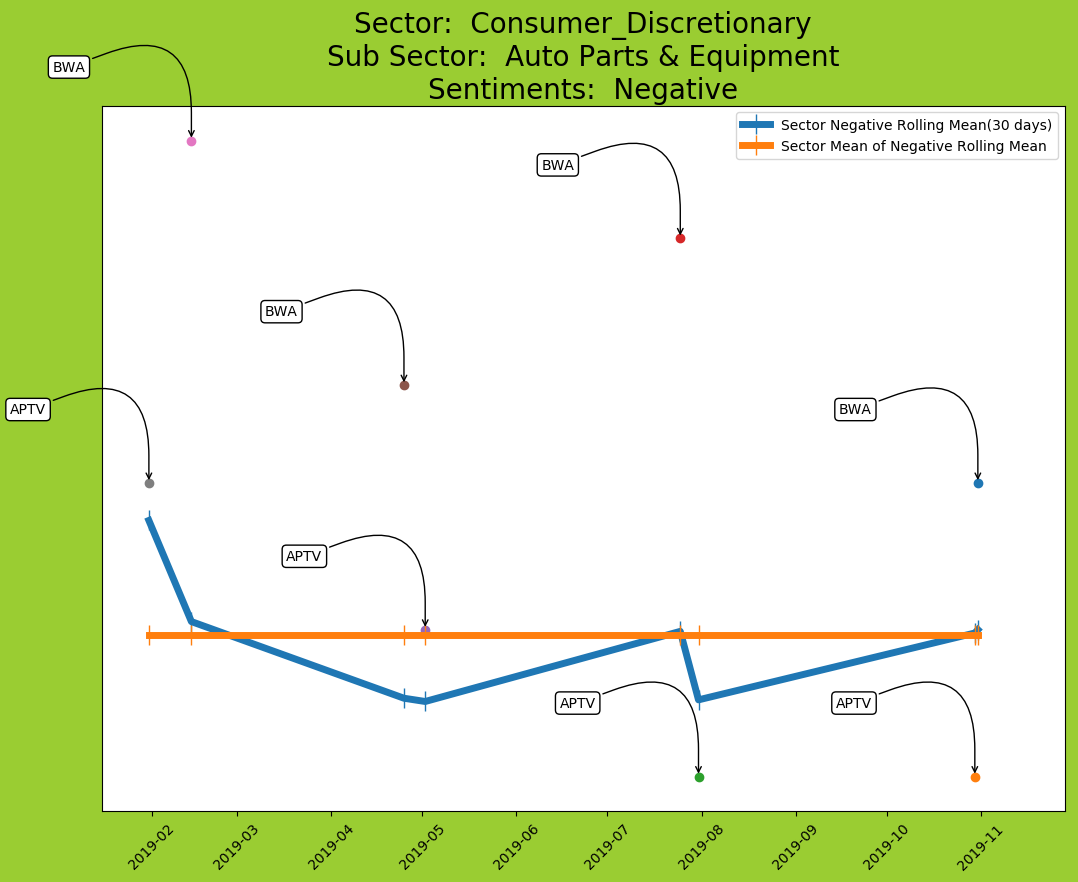 Sector:  Consumer_Discretionary
Sub Sector:  Auto Parts & Equipment
Sentiments:  Negative
Sector Negative Rolling Mean(30 days)
Sector Mean of Negative Rolling Mean
BWA
BWA
BWA
APTV
BWA
APTV
APTV
APTV
2019-02
2019-03
2019-04
2019-05
2019-06
2019-07
2019-08
2019-09
2019-10
2019-11